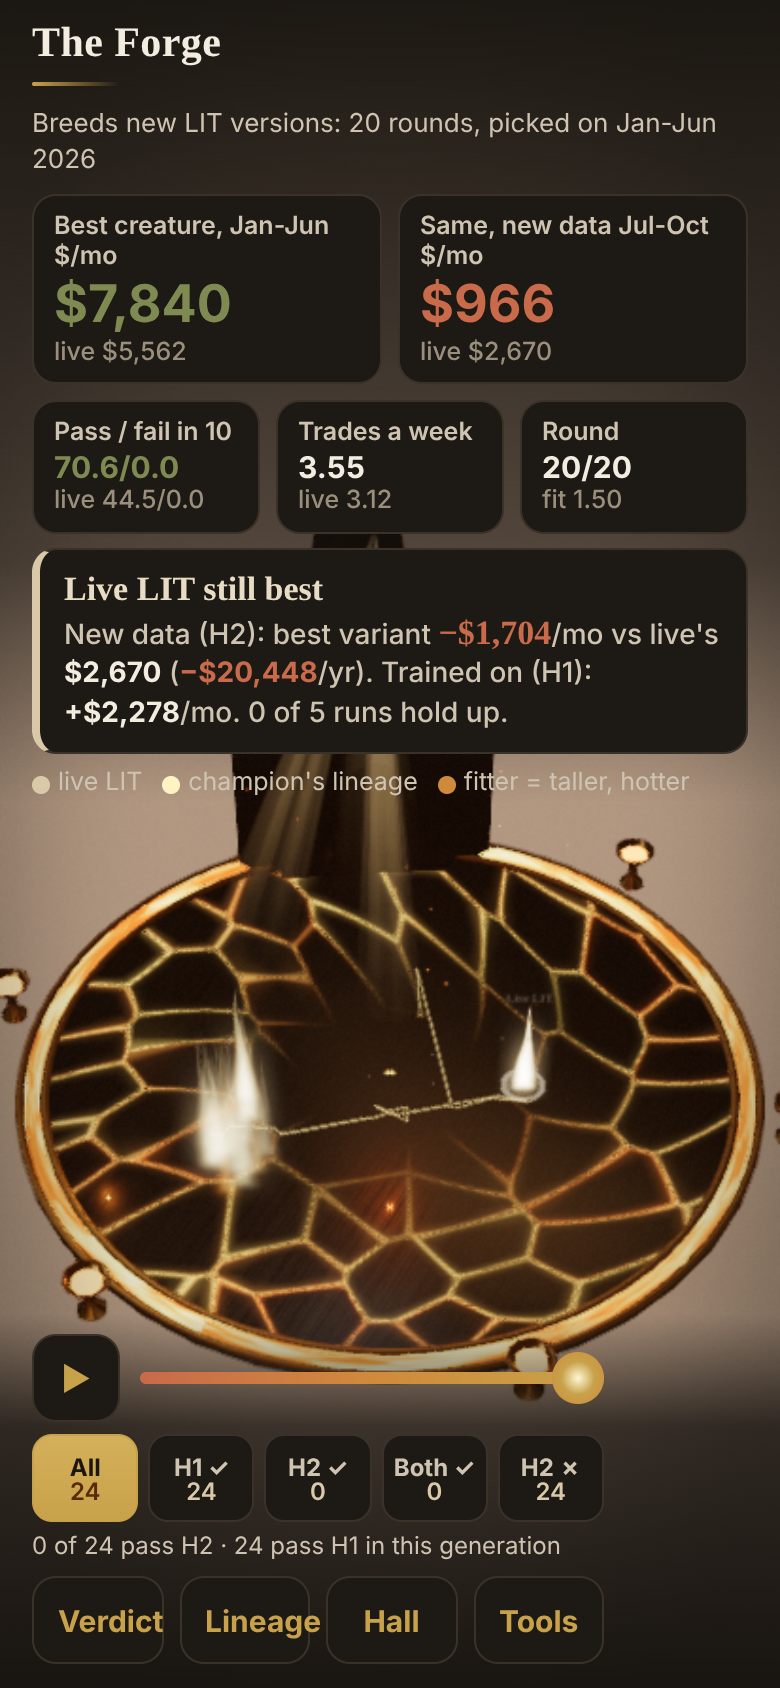 The Forge
Breeds new LIT versions: 20 rounds, picked on Jan-Jun
2026
Best creature, Jan-Jun
$/mo
$7,840
live $5,562
Same, new data Jul-Oct
$/mo
$966
live $2,670
Pass / fail in 10
70.6/0.0
live 44.5/0.0
Trades a week
3.55
live 3.12
Round
20/20
fit 1.50
Live LIT still best
New data (H2): best variant −$1,704/mo vs live's
$2,670 (−$20,448/yr). Trained on (H1):
+$2,278/mo. 0 of 5 runs hold up.
live LIT champion's lineage fitter = taller, hotter
Live LIT
All
24
H1 ✓
24
H2 ✓
0
Both ✓
0
H2 ×
24
0 of 24 pass H2 · 24 pass H1 in this generation
Verdict
Lineage
Hall
Tools